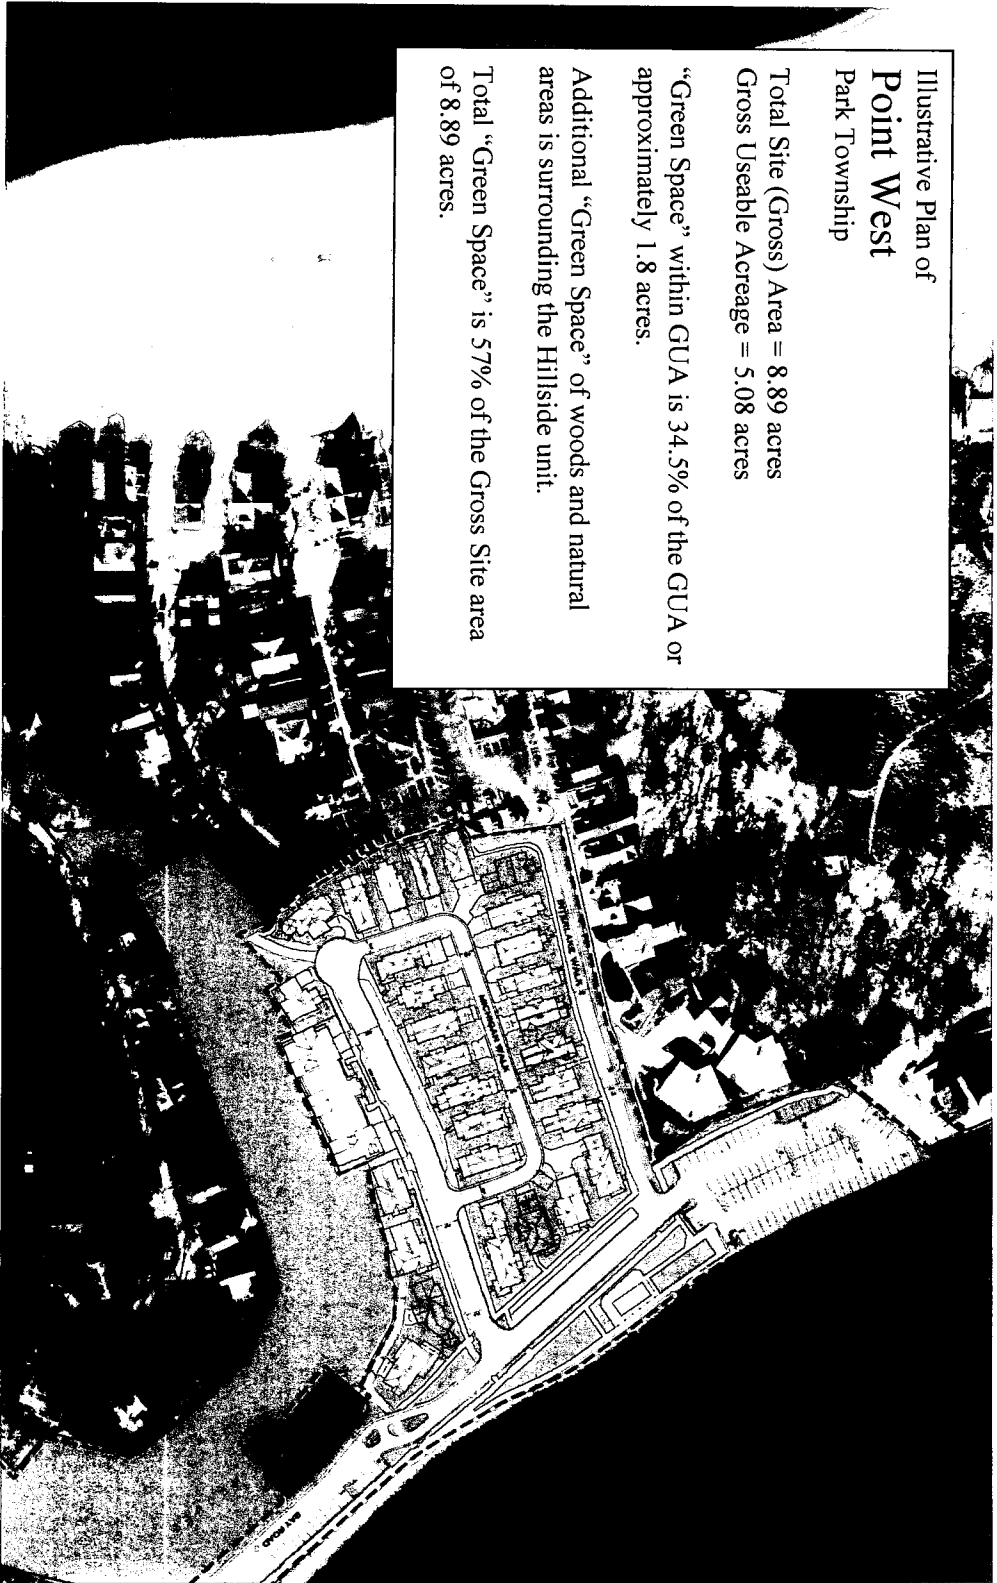 Illustrative Plan of
Point West
Park Township
Total Site (Gross) Area = 8.89 acres
Gross Useable Acreage = 5.08 acres
“Green Space” within GUA is 34.5% of the GUA or
approximately 1.8 acres.
Additional “Green Space” of woods and natural
areas is surrounding the Hillside unit.
Total “Green Space” is 57% of the Gross Site area
of 8.89 acres.
BAY ROAD